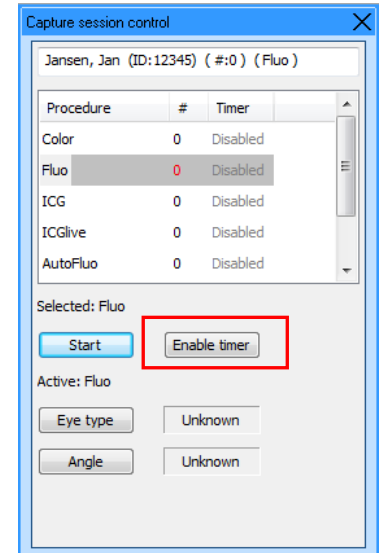 Capture session control
Jansen, Jan (ID:12345) ( #:0 ) ( Fluo )
Procedure # Timer
Color 0 Disabled
Fluo 0 Disabled
ICG 0 Disabled
ICGlive 0 Disabled
AutoFluo 0 Disabled
Selected: Fluo
Start Enable timer
Active: Fluo
Eye type Unknown
Angle Unknown